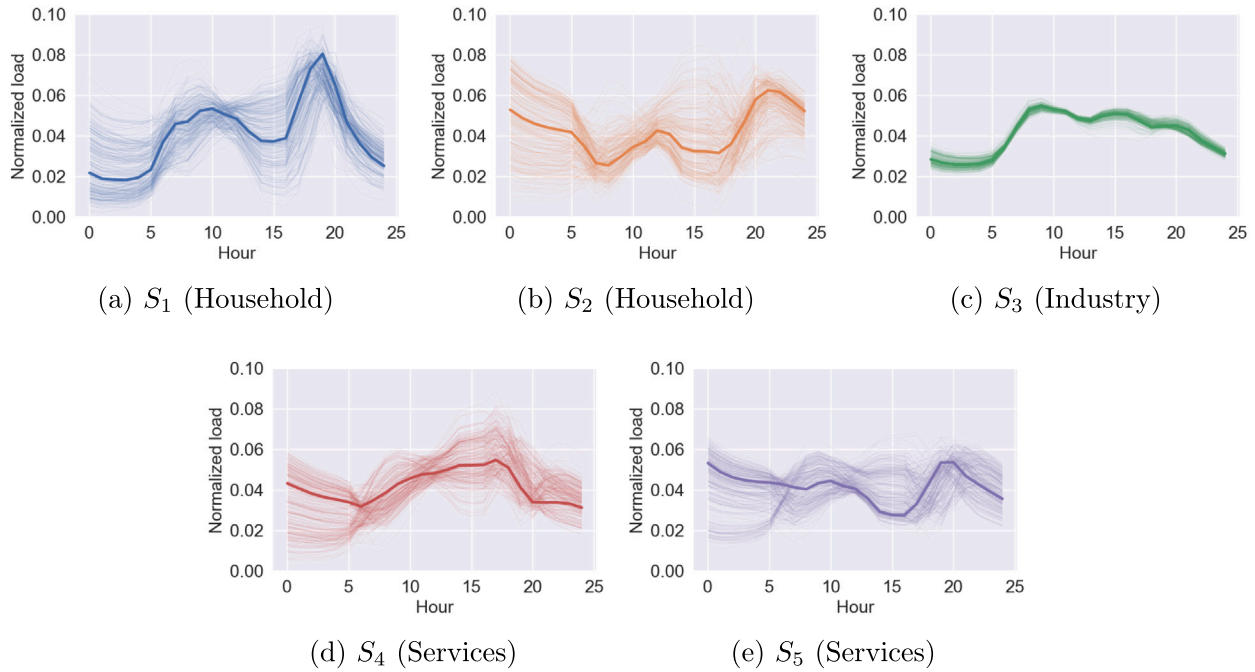 0.10 0.10 0.10
0.08 0.08 0.08
0.06 0.06 0.06
0.04 0.04 0.04
0.02 0.02 0.02
0.00 0.00 0.00
Normalized load Normalized load Normalized load
0 5 10 15 20 25 0 5 10 15 20 25 0 5 10 15 20 25
Hour Hour Hour
(a) S1 (Household) (b) S2 (Household) (c) S3 (Industry)
0.10 0.10
0.08 0.08
0.06 0.06
0.04 0.04
0.02 0.02
0.00 0.00
Normalized load Normalized load
0 5 10 15 20 25 0 5 10 15 20 25
Hour Hour
(d) S4 (Services) (e) S5 (Services)